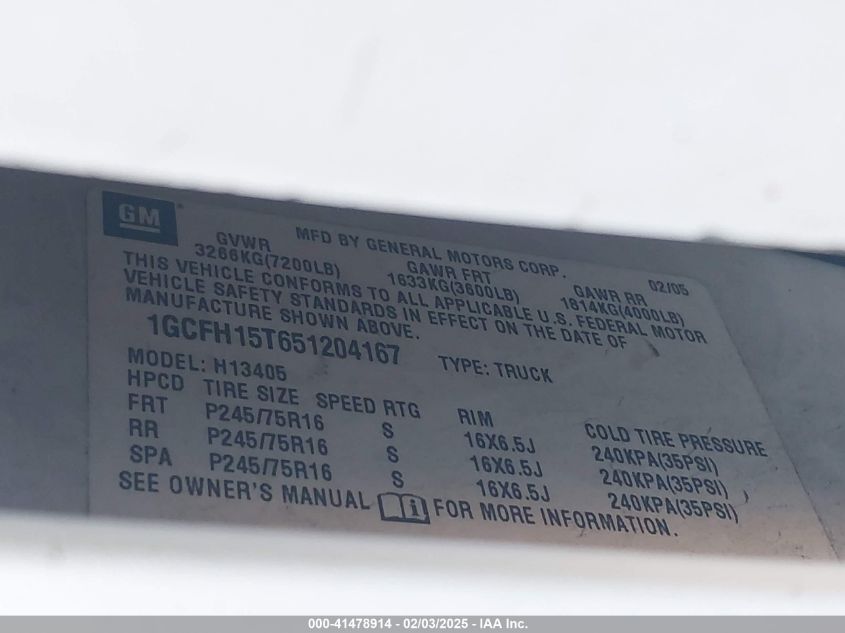 GM
MFD BY GENERAL MOTORS CORP. 02/05
GVWR GAWR FRT GAWR RR
3266KG(7200LB) 1633KG(3600LB) 1814KG(4000LB)
THIS VEHICLE CONFORMS TO ALL APPLICABLE U.S. FEDERAL MOTOR
VEHICLE SAFETY STANDARDS IN EFFECT ON THE DATE OF
MANUFACTURE SHOWN ABOVE.
1GCFH15T651204167 TYPE: TRUCK
MODEL: H13405
HPCD TIRE SIZE SPEED RTG RIM COLD TIRE PRESSURE
FRT P245/75R16 S 16X6.5J 240KPA(35PSI)
RR P245/75R16 S 16X6.5J 240KPA(35PSI)
SPA P245/75R16 S 16X6.5J 240KPA(35PSI)
SEE OWNER'S MANUAL i FOR MORE INFORMATION.
000-41478914 - 02/03/2025 - IAA Inc.